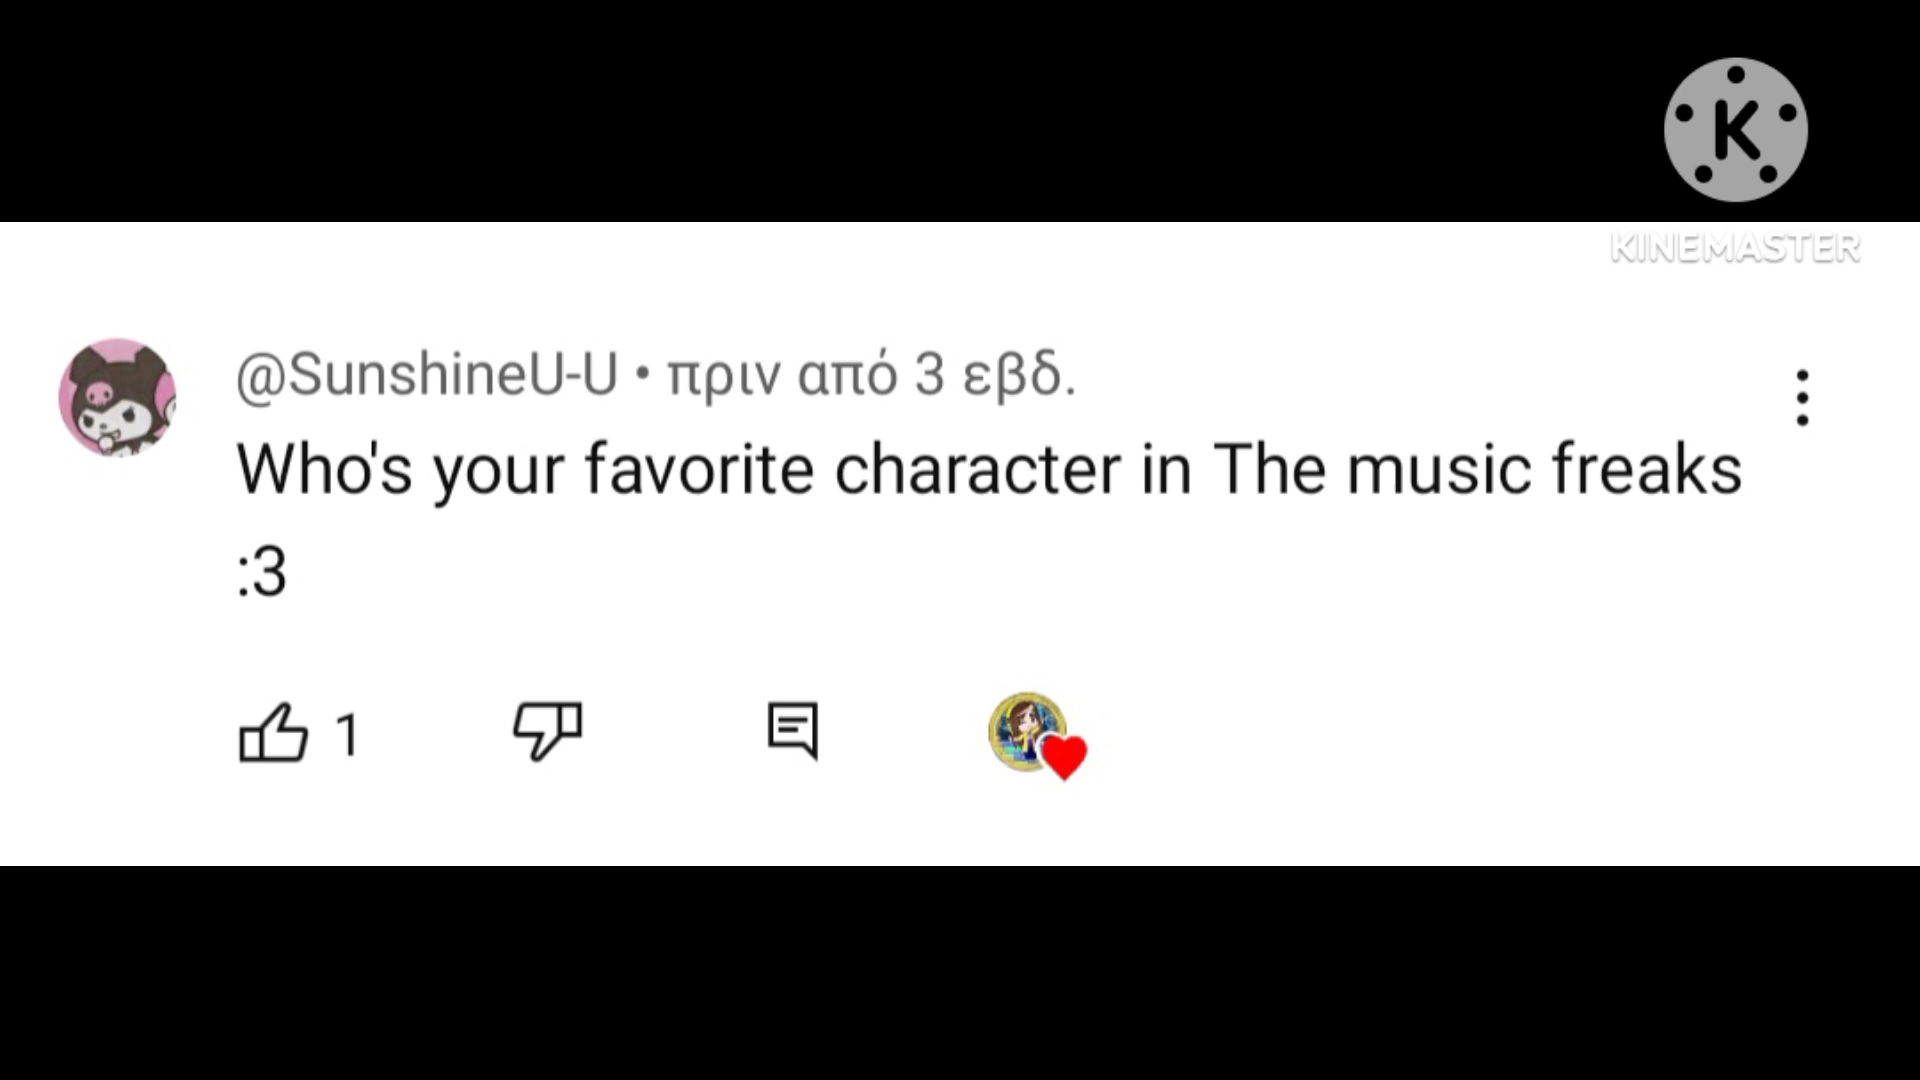 K
KINEMASTER
@SunshineU-U • πριν από 3 εβδ.
Who's your favorite character in The music freaks
:3
1